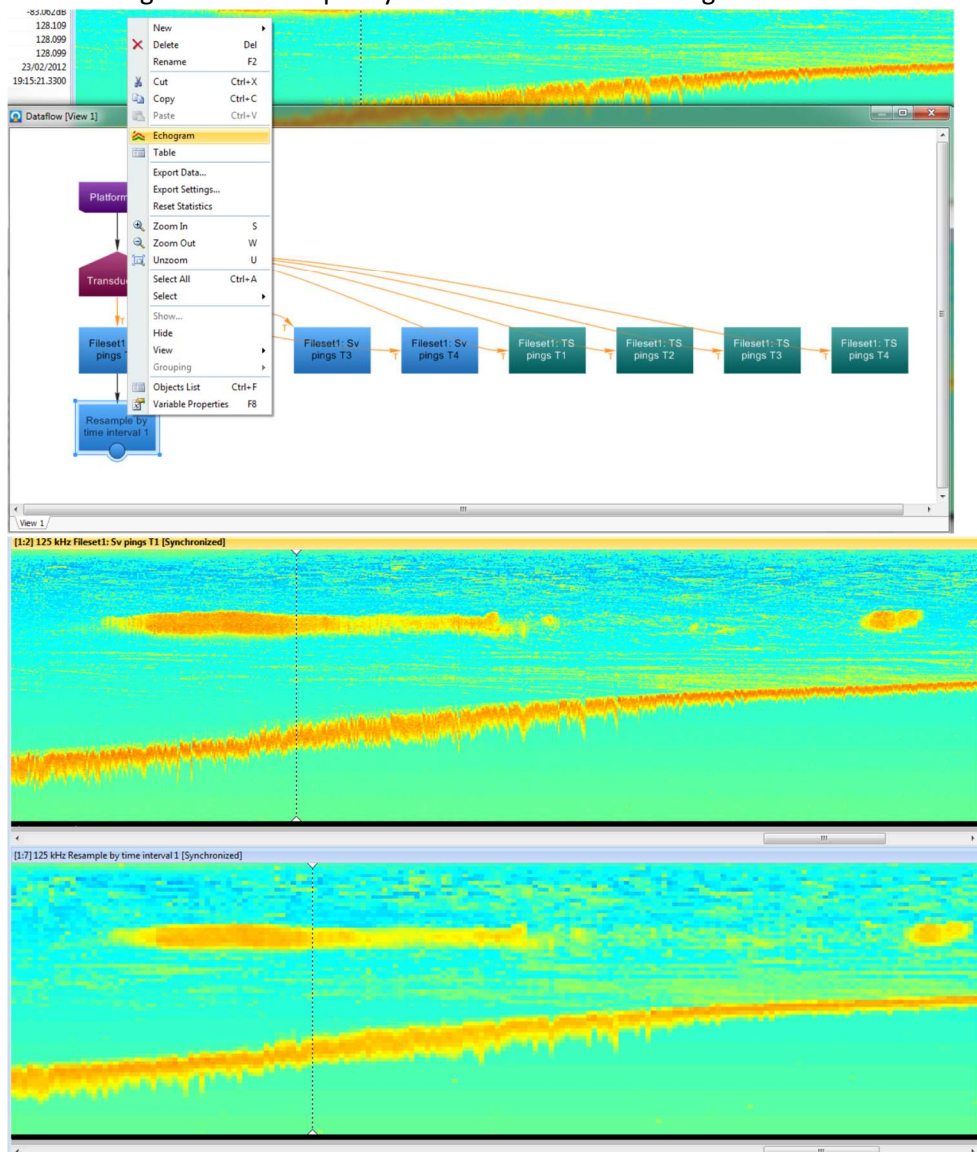 -83.062dB
128.109
128.099
128.099
23/02/2012
19:15:21.3300
New
Delete Del
Rename F2
Cut Ctrl+X
Copy Ctrl+C
Paste Ctrl+V
Echogram
Table
Export Data...
Export Settings...
Reset Statistics
Zoom In S
Zoom Out W
Unzoom U
Select All Ctrl+A
Select
Show...
Hide
View
Grouping
Objects List Ctrl+F
Variable Properties F8
Dataflow [View 1]
Platform
Transdu
T
T
T
T
T
T
T
Fileset1
pings
Fileset1: Sv
pings T3
Fileset1: Sv
pings T4
Fileset1: TS
pings T1
Fileset1: TS
pings T2
Fileset1: TS
pings T3
Fileset1: TS
pings T4
Resample by
time interval 1
View 1
[1:2] 125 kHz Fileset1: Sv pings T1 [Synchronized]
[1:7] 125 kHz Resample by time interval 1 [Synchronized]